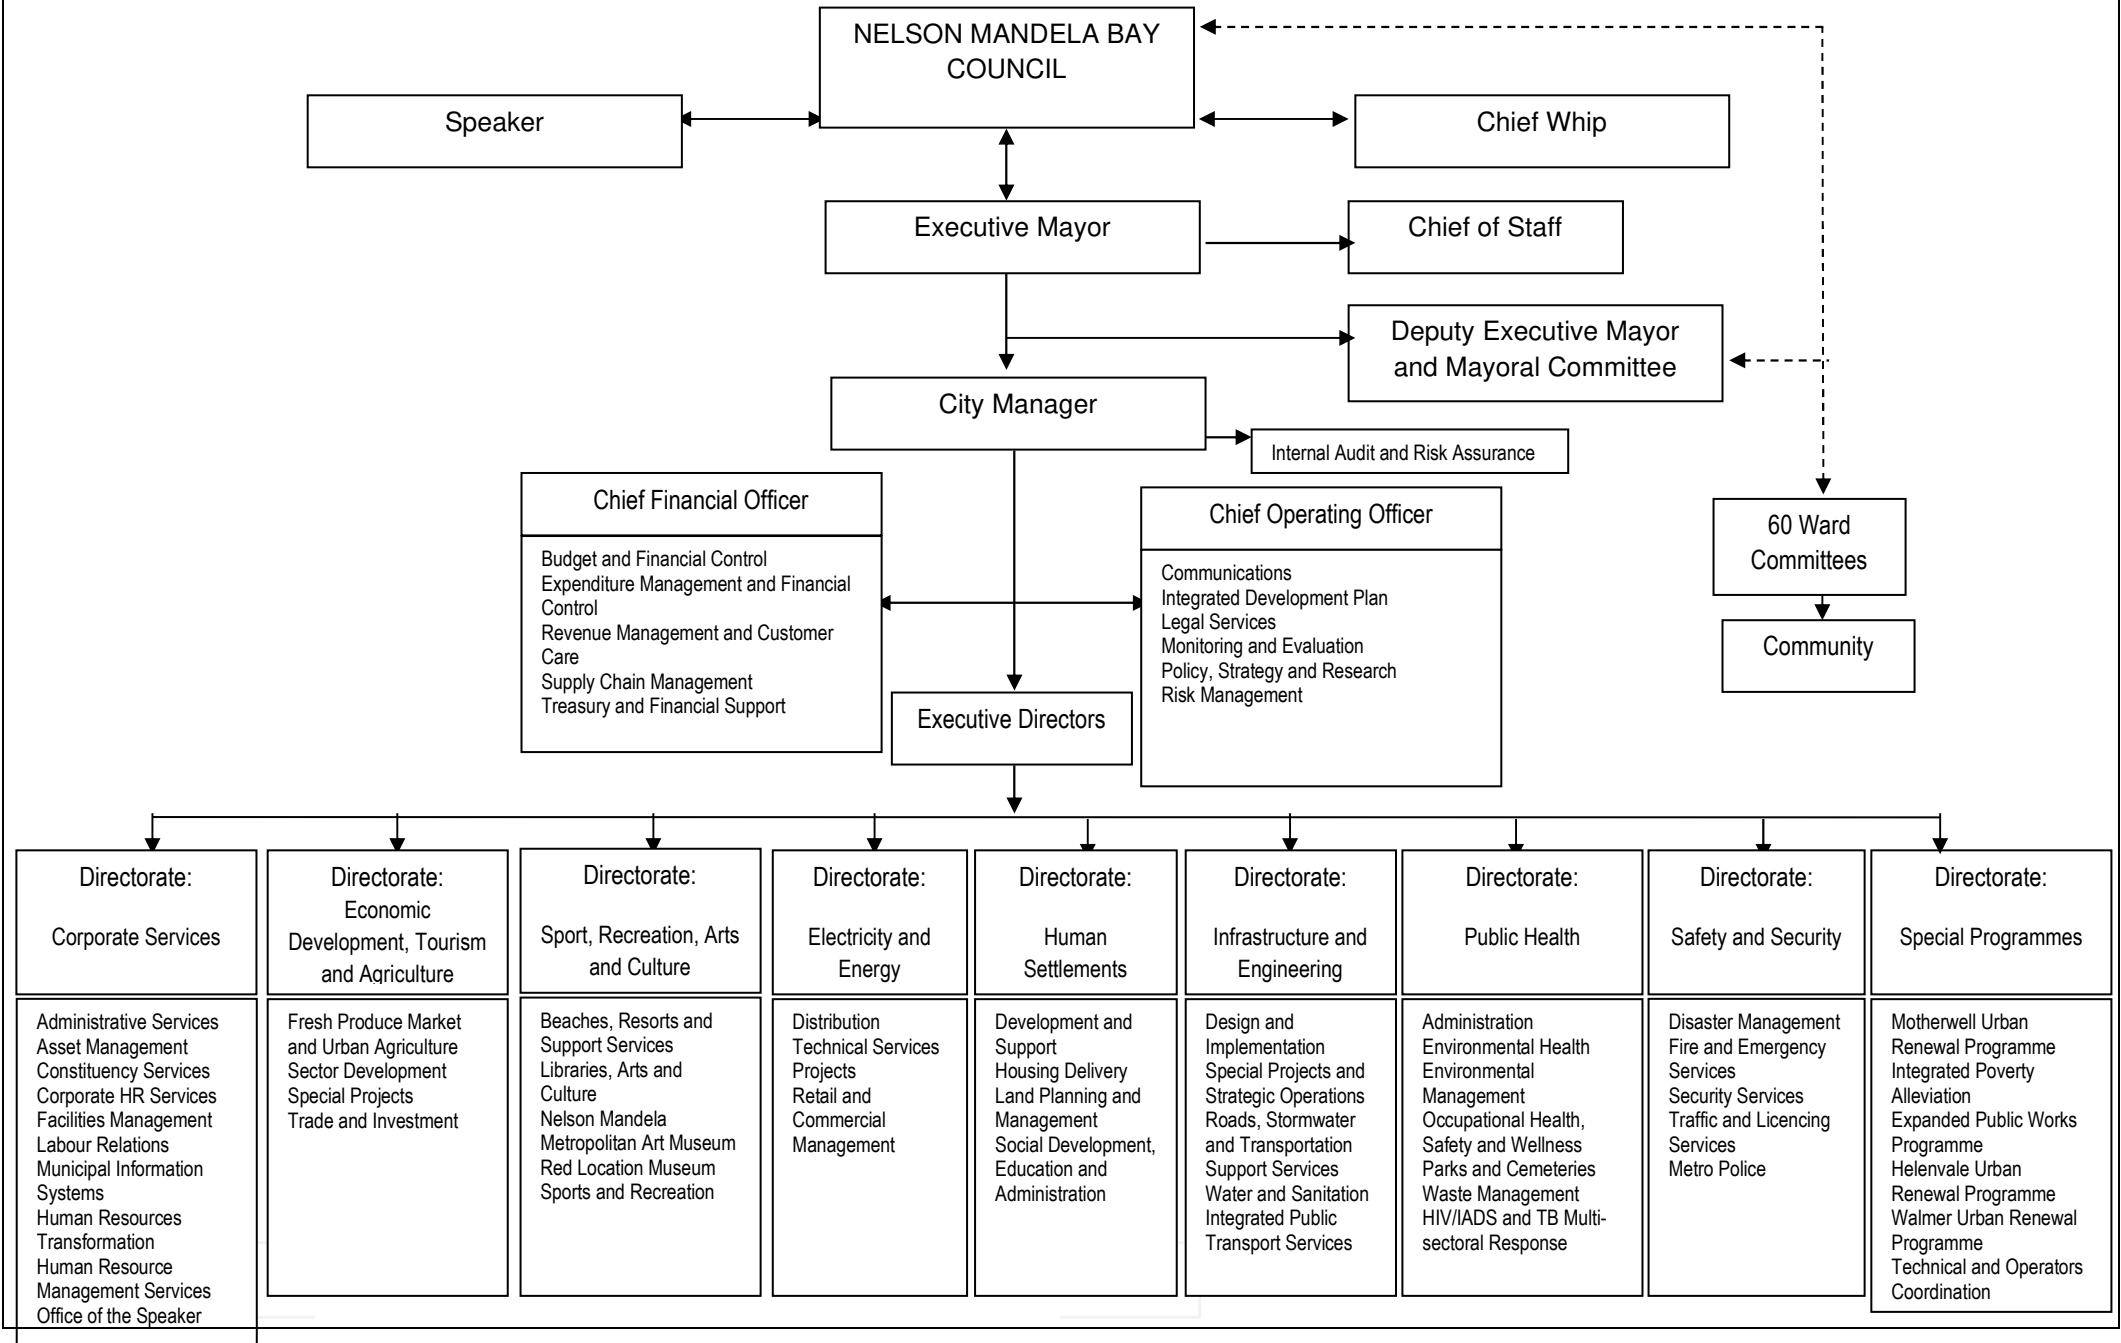 NELSON MANDELA BAY
COUNCIL
Speaker
Chief Whip
Executive Mayor
Chief of Staff
Deputy Executive Mayor
and Mayoral Committee
City Manager
Internal Audit and Risk Assurance
Chief Financial Officer
Budget and Financial Control
Expenditure Management and Financial
Control
Revenue Management and Customer
Care
Supply Chain Management
Treasury and Financial Support
Chief Operating Officer
Communications
Integrated Development Plan
Legal Services
Monitoring and Evaluation
Policy, Strategy and Research
Risk Management
60 Ward
Committees
Community
Executive Directors
Directorate:
Corporate Services
Administrative Services
Asset Management
Constituency Services
Corporate HR Services
Facilities Management
Labour Relations
Municipal Information
Systems
Human Resources
Transformation
Human Resource
Management Services
Office of the Speaker
Directorate:
Economic
Development, Tourism
and Agriculture
Fresh Produce Market
and Urban Agriculture
Sector Development
Special Projects
Trade and Investment
Directorate:
Sport, Recreation, Arts
and Culture
Beaches, Resorts and
Support Services
Libraries, Arts and
Culture
Nelson Mandela
Metropolitan Art Museum
Red Location Museum
Sports and Recreation
Directorate:
Electricity and
Energy
Distribution
Technical Services
Projects
Retail and
Commercial
Management
Directorate:
Human
Settlements
Development and
Support
Housing Delivery
Land Planning and
Management
Social Development,
Education and
Administration
Directorate:
Infrastructure and
Engineering
Design and
Implementation
Special Projects and
Strategic Operations
Roads, Stormwater
and Transportation
Support Services
Water and Sanitation
Integrated Public
Transport Services
Directorate:
Public Health
Administration
Environmental Health
Environmental
Management
Occupational Health,
Safety and Wellness
Parks and Cemeteries
Waste Management
HIV/IADS and TB Multi-
sectoral Response
Directorate:
Safety and Security
Disaster Management
Fire and Emergency
Services
Security Services
Traffic and Licencing
Services
Metro Police
Directorate:
Special Programmes
Motherwell Urban
Renewal Programme
Integrated Poverty
Alleviation
Expanded Public Works
Programme
Helenvale Urban
Renewal Programme
Walmer Urban Renewal
Programme
Technical and Operators
Coordination